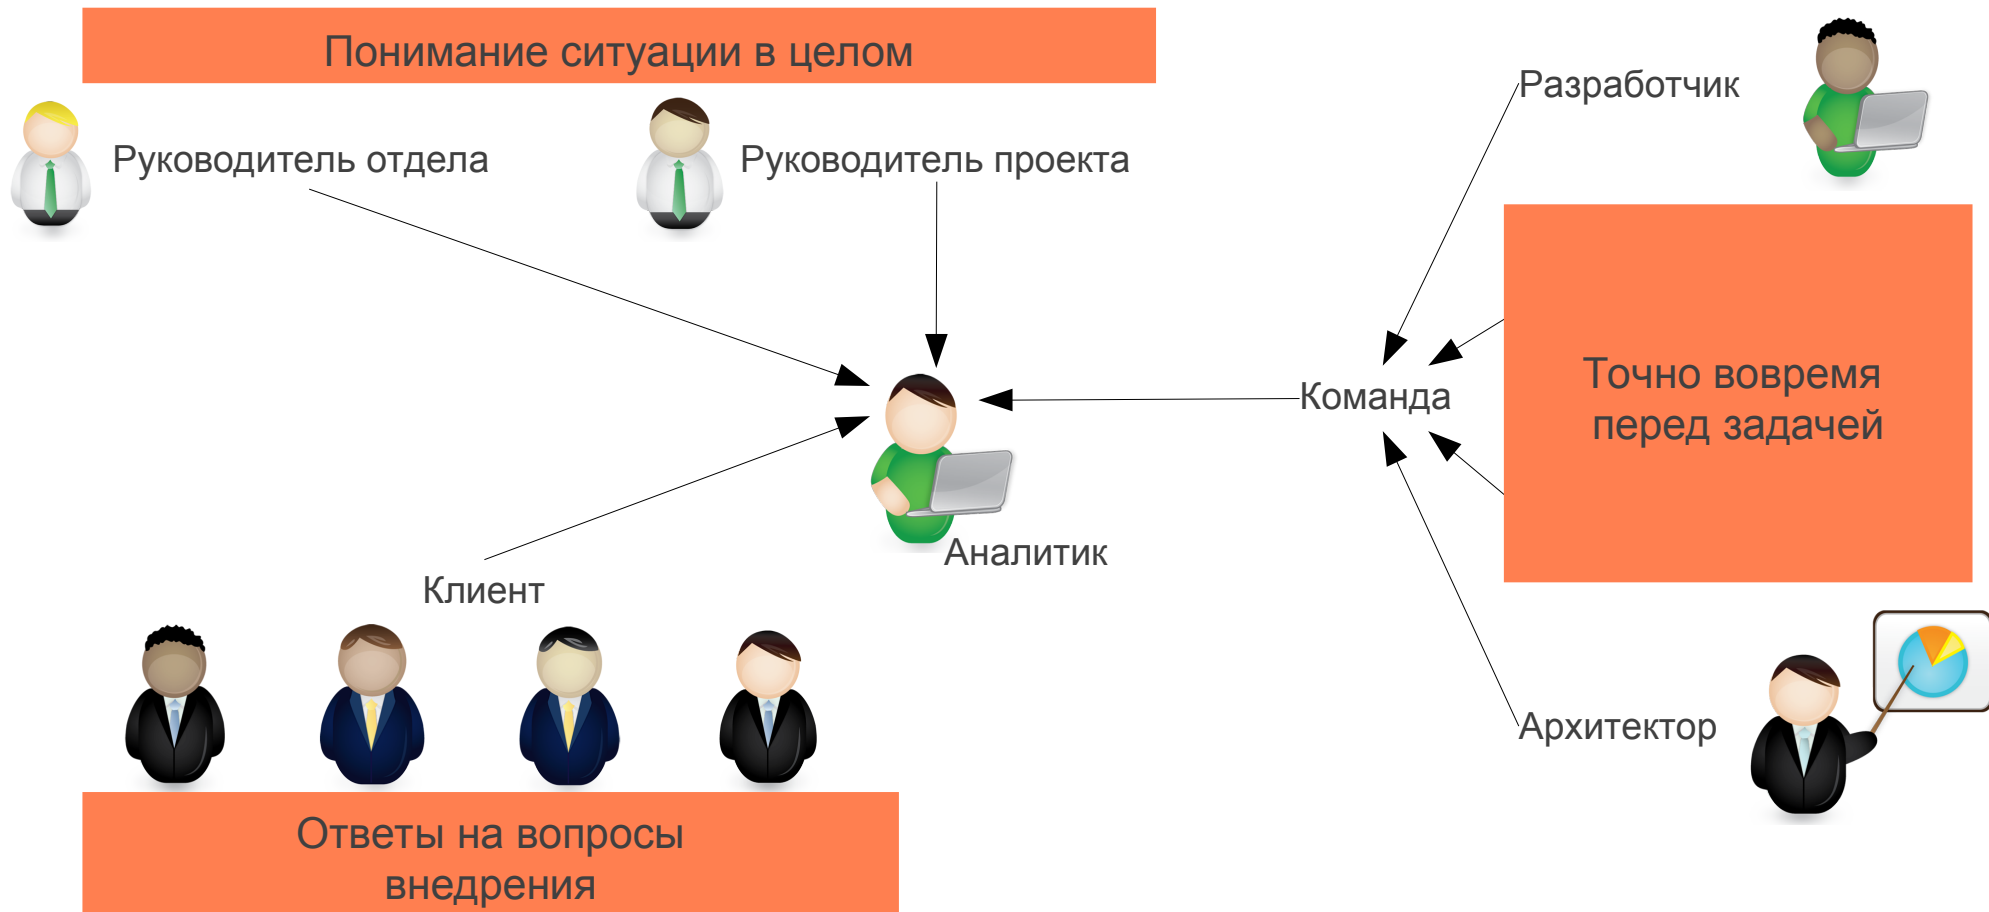 Понимание ситуации в целом
Разработчик
Руководитель отдела
Руководитель проекта
Точно вовремя
перед задачей
Команда
Аналитик
Клиент
Архитектор
Ответы на вопросы
внедрения